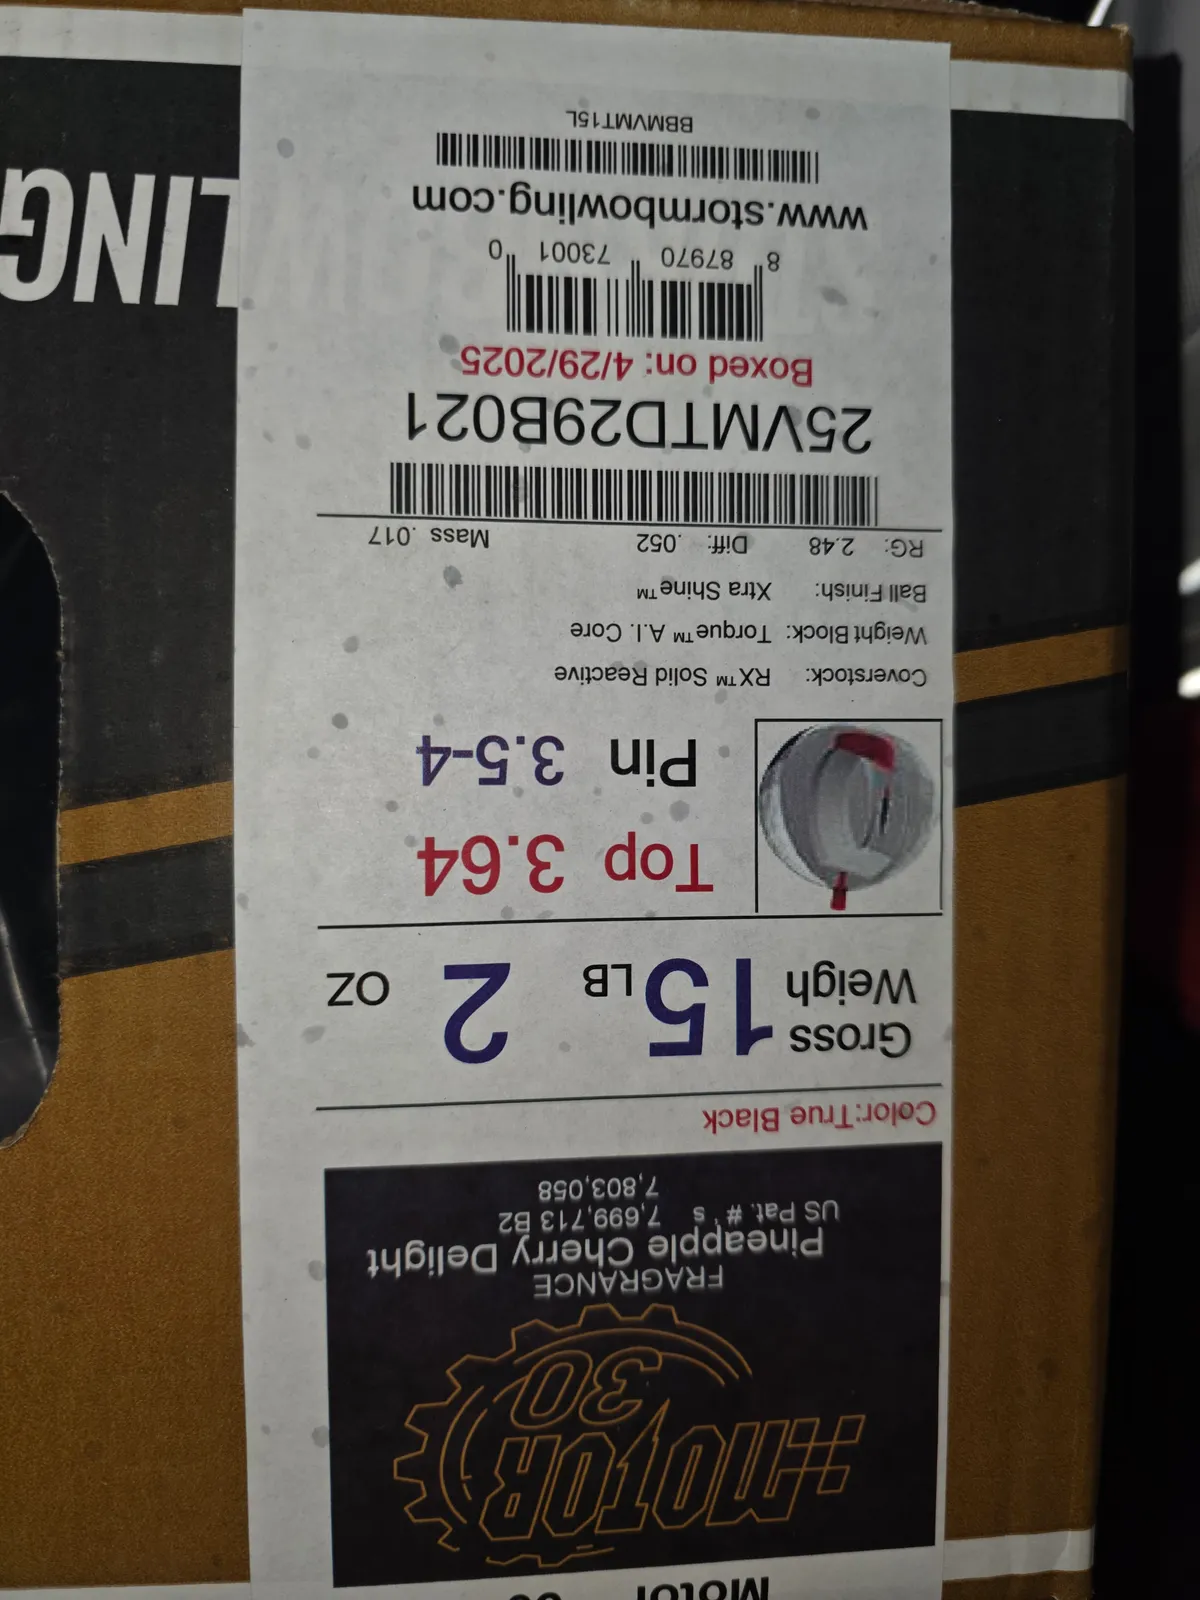 Motor
MOTOR
30
FRAGRANCE
Pineapple Cherry Delight
US Pat. #'s 7,699,713 B2
7,803,058
Color:True Black
Gross
Weigh 15 LB 2 OZ
Top 3.64
Pin 3.5-4
Coverstock: RX™ Solid Reactive
Weight Block: Torque™ A.I. Core
Ball Finish: Xtra Shine™
RG: 2.48 Diff: .052 Mass .017
25VMTD29B021
Boxed on: 4/29/2025
8 87970 73001 0
www.stormbowling.com
BBMVMT15L
LING